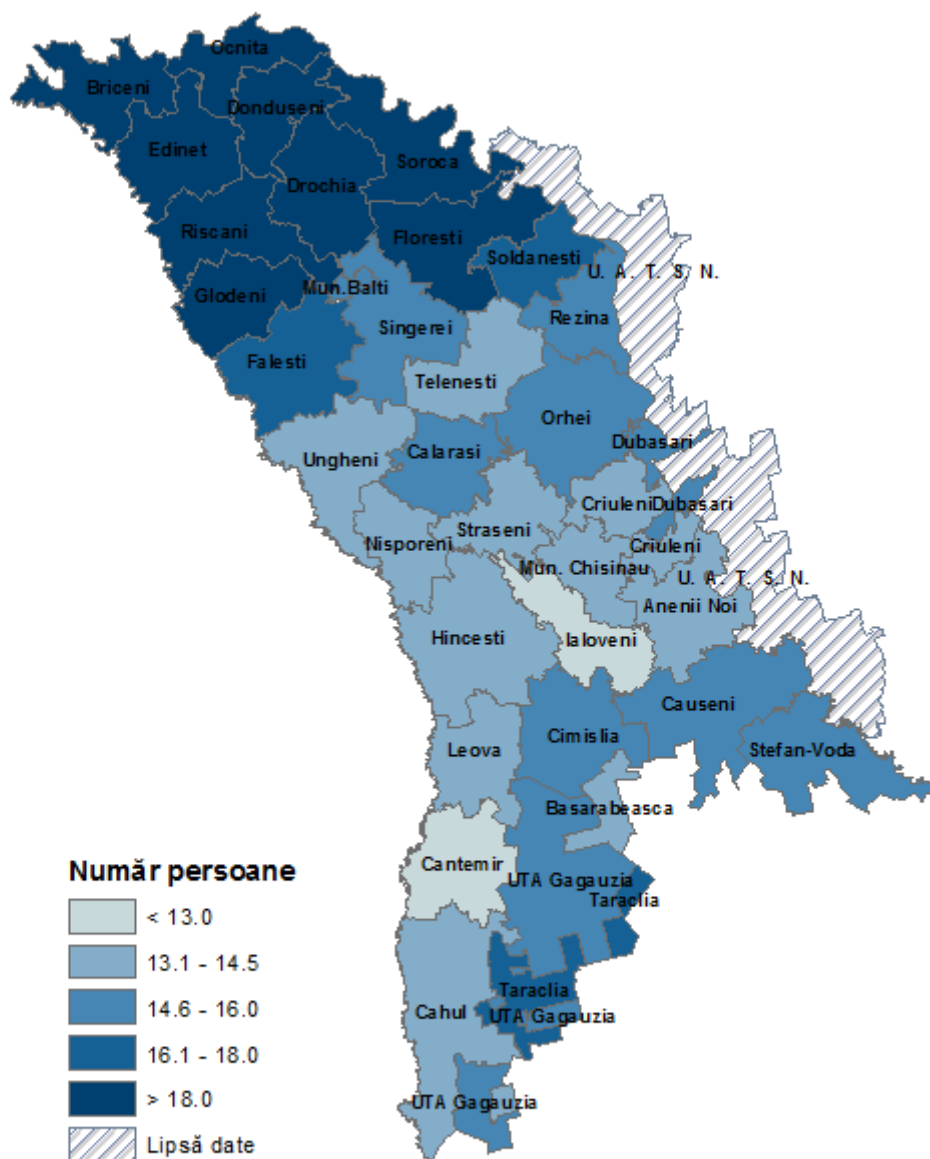 Ocnita
Briceni
Donduseni
Edinet
Soroca
Drochia
Riscani
Floresti
Soldanesti
U. A. T. S. N.
Glodeni
Mun.Balti
Singerei
Rezina
Falesti
Telenesti
Orhei
Dubasari
Calarasi
Ungheni
Criuleni
Dubasari
Straseni
Nisporeni
Criuleni
Mun. Chisinau
U. A. T. S. N.
Anenii Noi
Hincesti
Ialoveni
Causeni
Cimislia
Stefan-Voda
Leova
Basarabeasca
Cantemir
UTA Gagauzia
Taraclia
Taraclia
Cahul
UTA Gagauzia
UTA Gagauzia
Număr persoane
< 13.0
13.1 - 14.5
14.6 - 16.0
16.1 - 18.0
> 18.0
Lipsă date